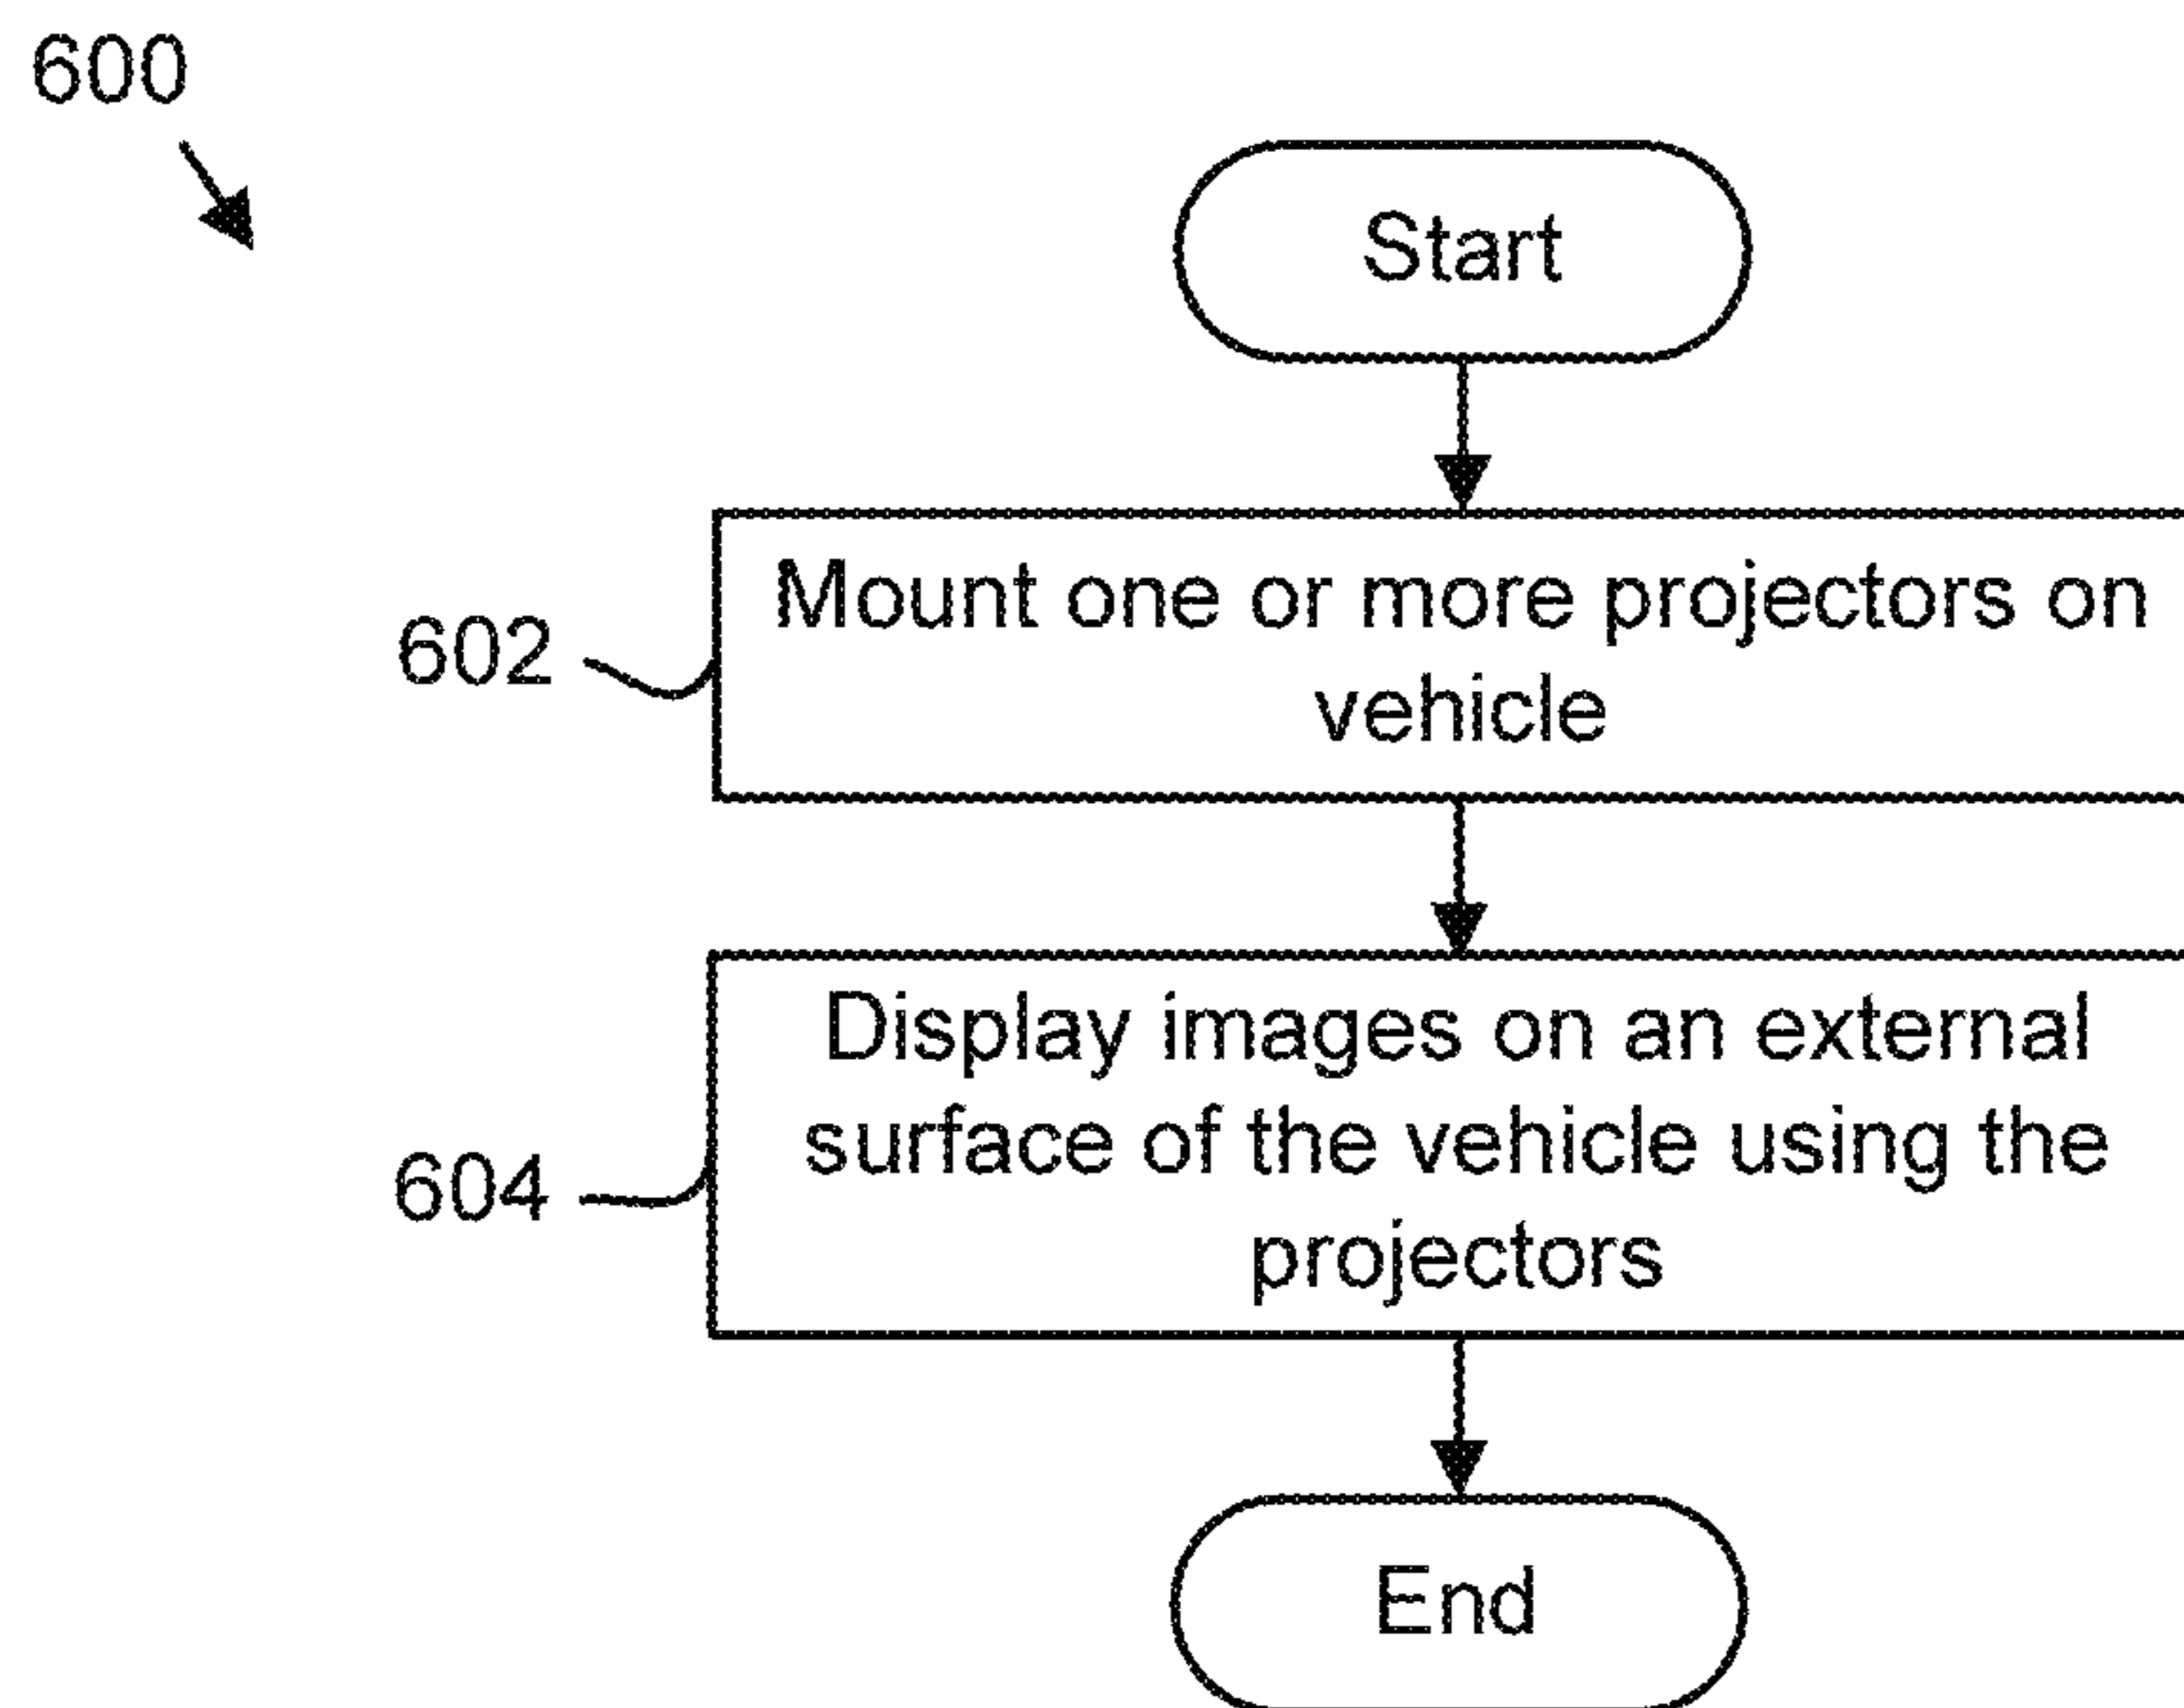 600
Start
602
Mount one or more projectors on
vehicle
604
Display images on an external
surface of the vehicle using the
projectors
End